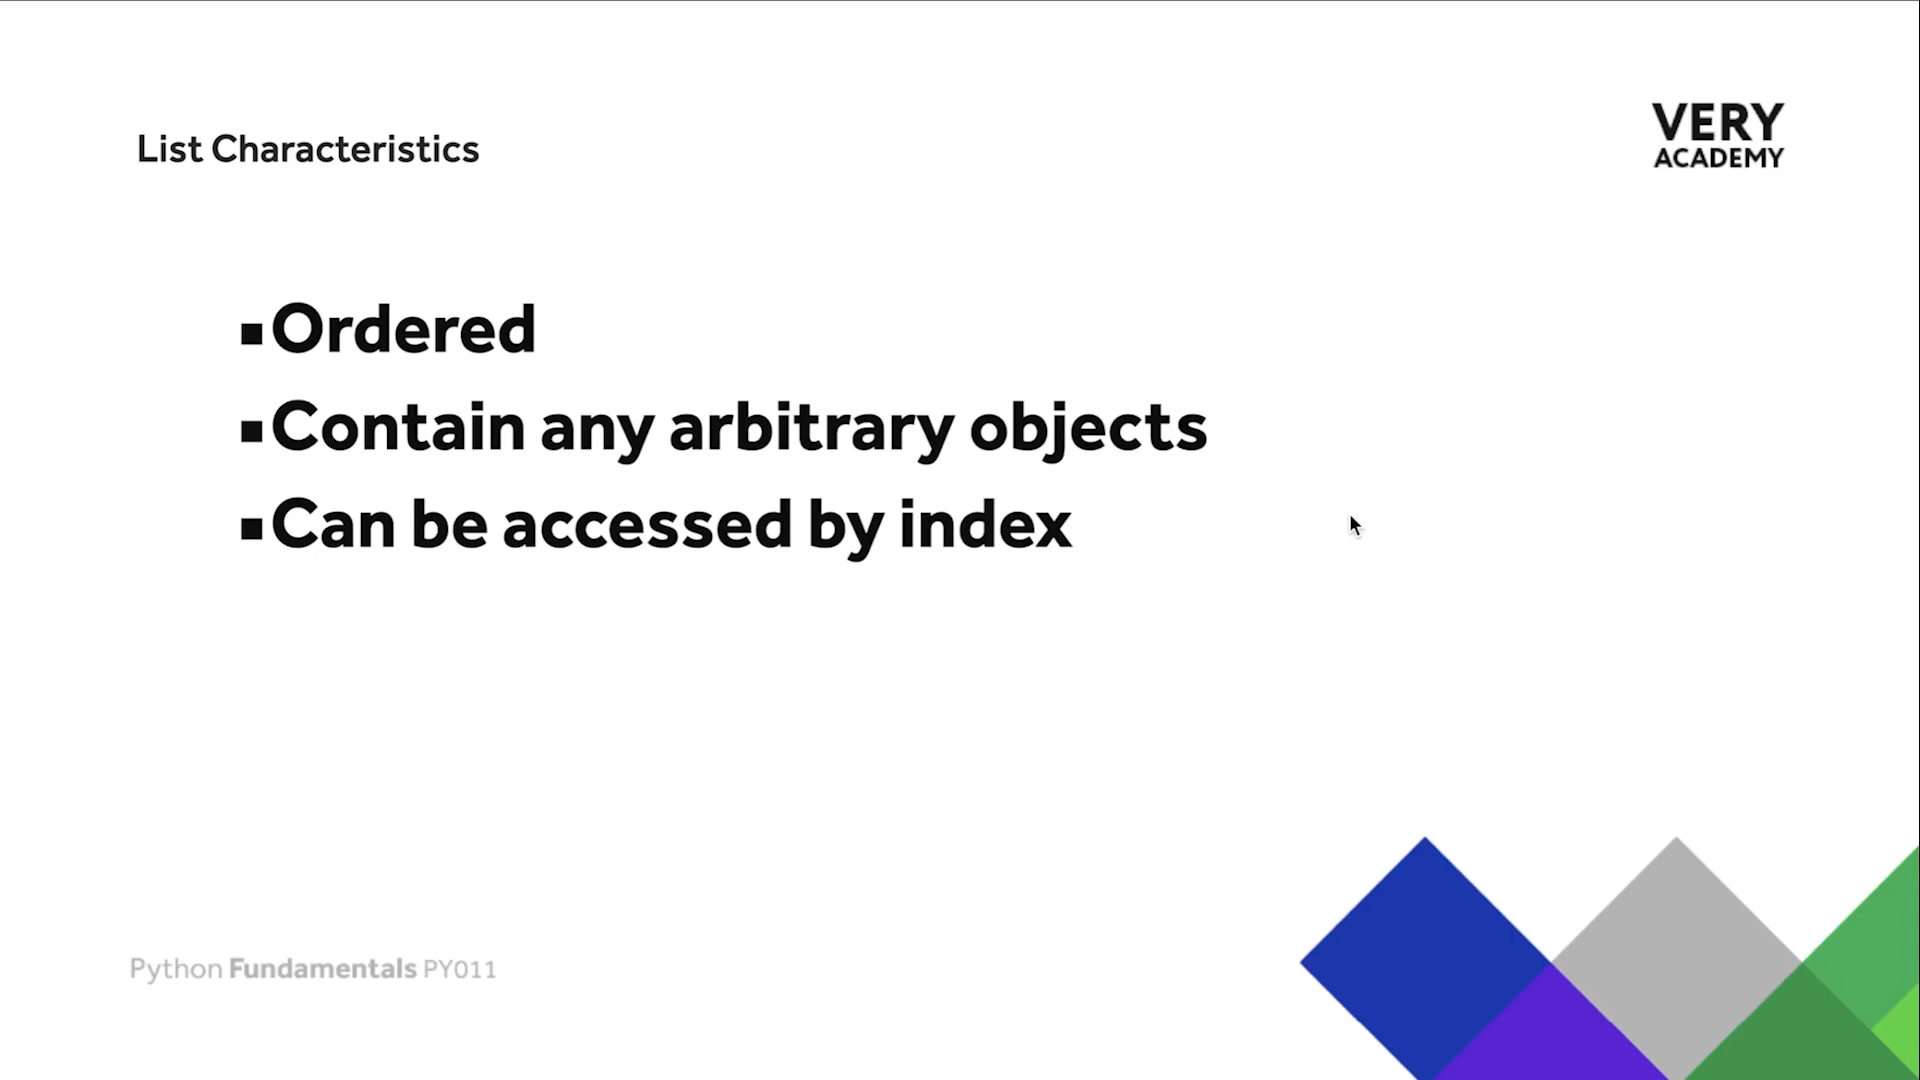 List Characteristics
VERY
ACADEMY
▪Ordered
▪Contain any arbitrary objects
▪Can be accessed by index
Python Fundamentals PY011